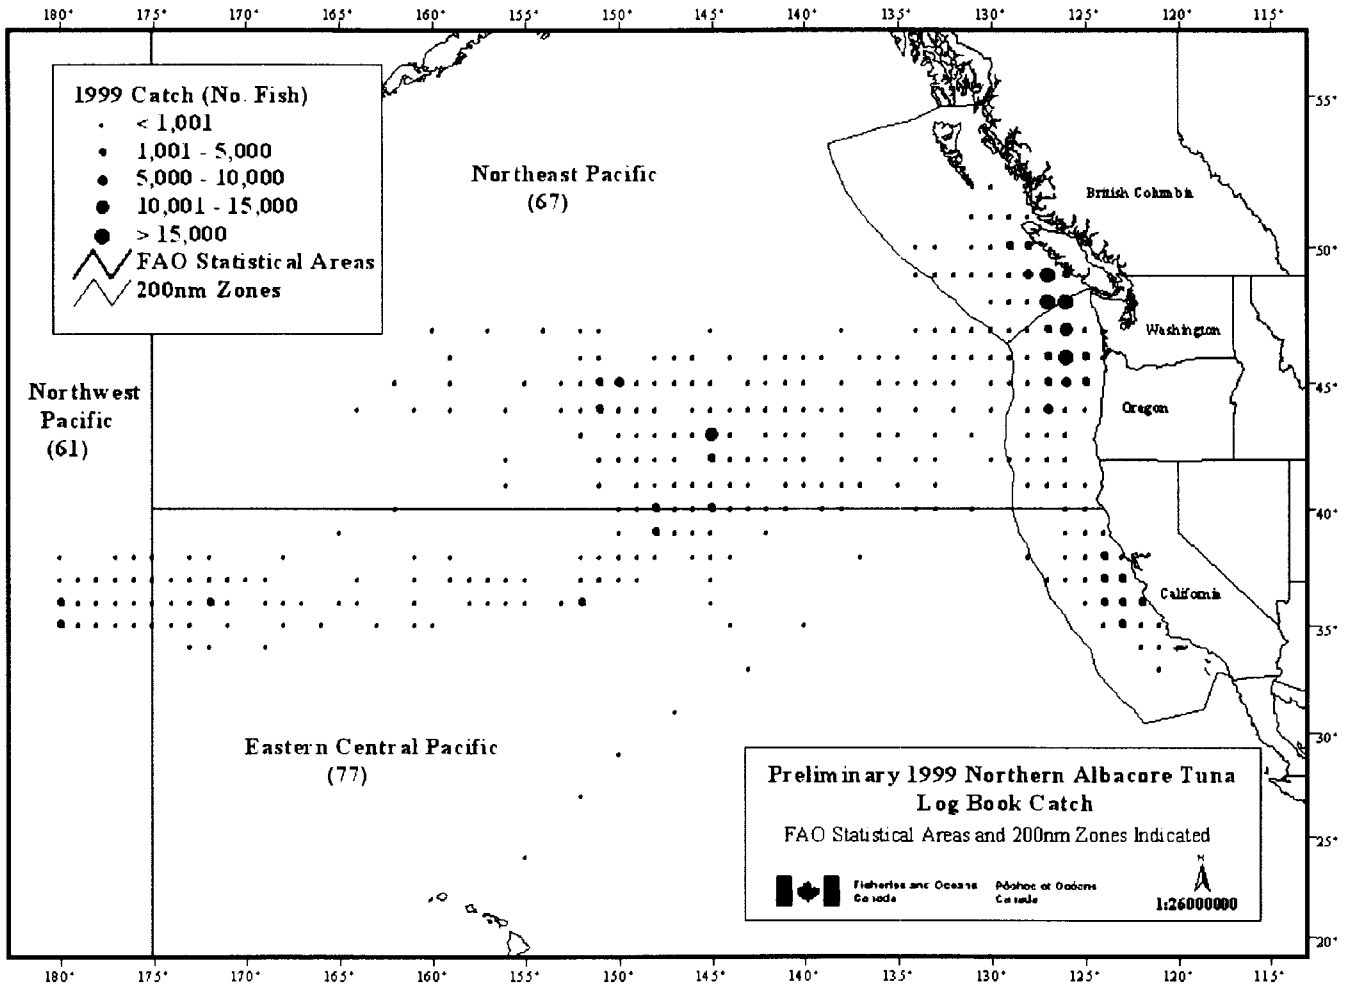 180° 175° 170° 165° 160° 155° 150° 145° 140° 135° 130° 125° 120° 115°
1999 Catch (No. Fish)
< 1,001
1,001 - 5,000
5,000 - 10,000
10,001 - 15,000
> 15,000
FAO Statistical Areas
200nm Zones
Northeast Pacific
(67)
British Columbia
Washington
Oregon
California
Northwest
Pacific
(61)
Eastern Central Pacific
(77)
55°
50°
45°
40°
35°
30°
25°
20°
Preliminary 1999 Northern Albacore Tuna
Log Book Catch
FAO Statistical Areas and 200nm Zones Indicated
N
Fisheries and Oceans
Canada
Pêches et Océans
Canada
1:26000000
180° 175° 170° 165° 160° 155° 150° 145° 140° 135° 130° 125° 120° 115°